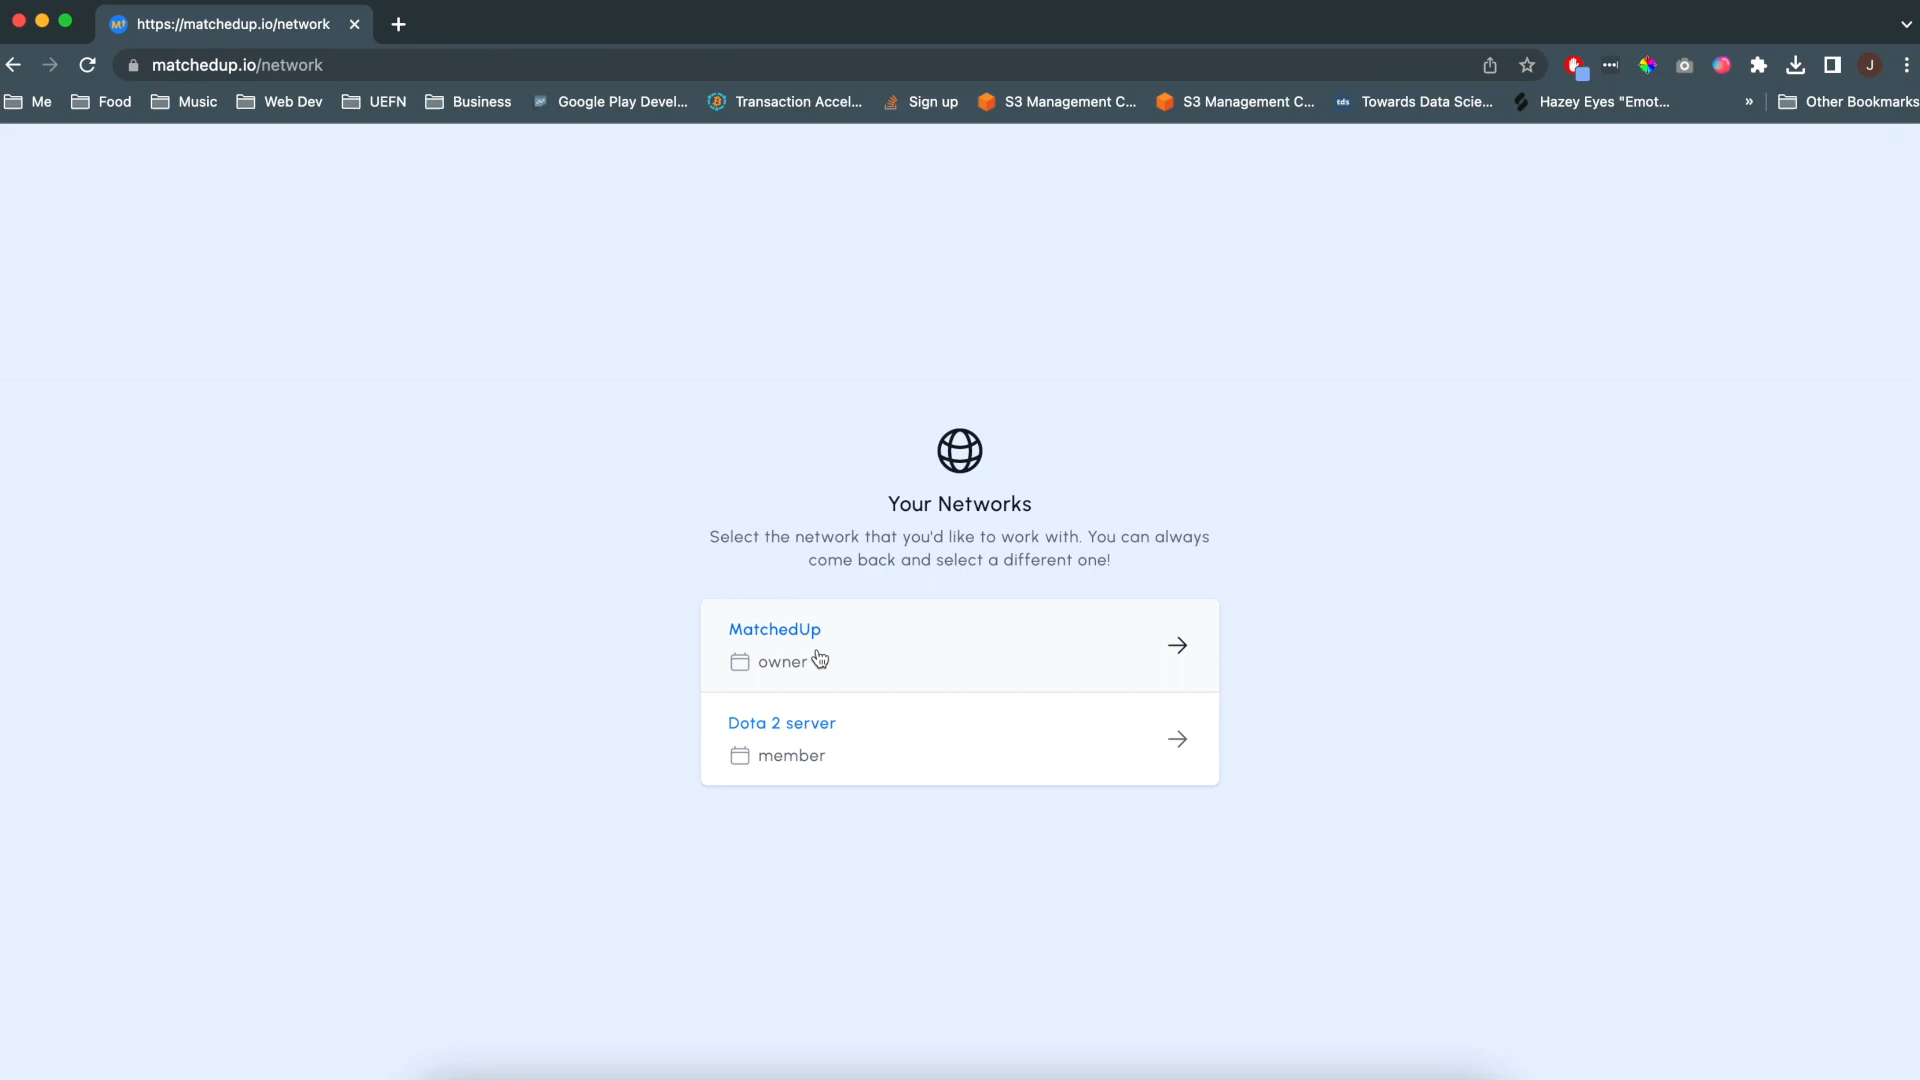 https://matchedup.io/network
matchedup.io/network
J
Me Food Music Web Dev UEFN Business Google Play Devel... Transaction Accel... Sign up S3 Management C... S3 Management C... tds Towards Data Scie... Hazey Eyes "Emot... » Other Bookmarks
Your Networks
Select the network that you'd like to work with. You can always
come back and select a different one!
MatchedUp
owner
Dota 2 server
member